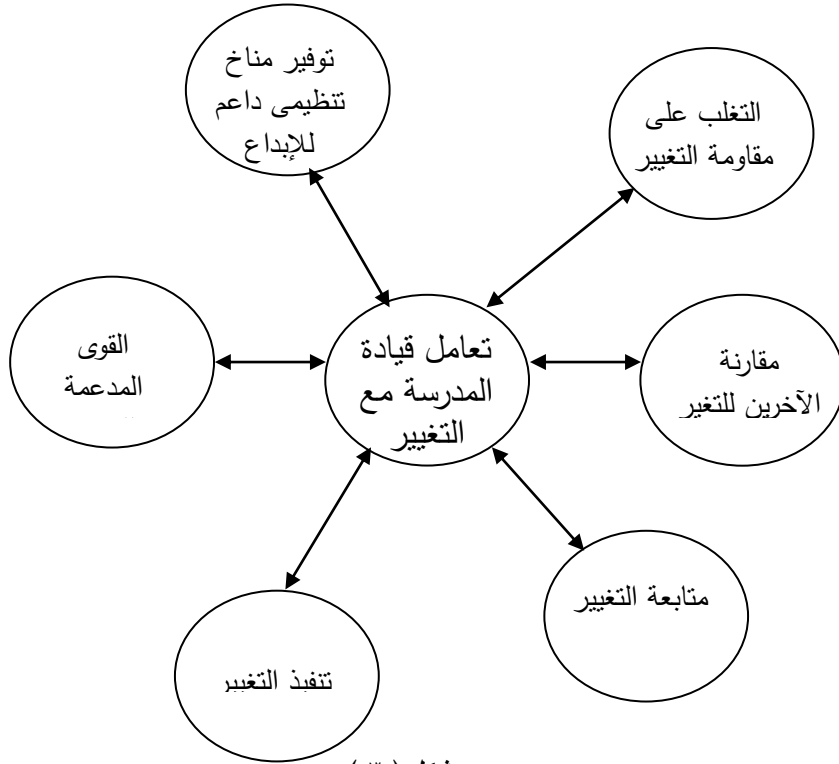 توفير مناخ
تنظيمى داعم
للإبداع
التغلب على
مقاومة التغيير
القوى
المدعمة
تعامل قيادة
المدرسة مع
التغيير
مقارنة
الآخرين للتغير
متابعة التغيير
تنفيذ التغيير